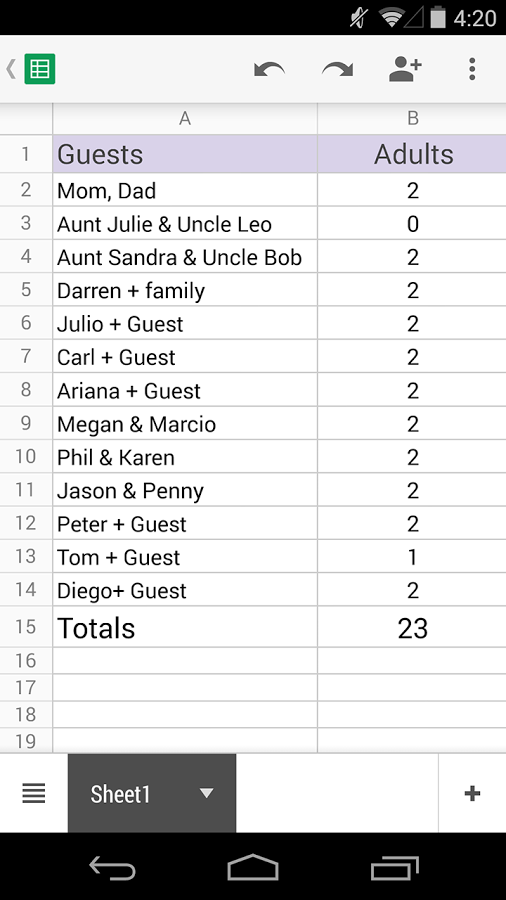 4:20
A B
1 Guests Adults
2 Mom, Dad 2
3 Aunt Julie & Uncle Leo 0
4 Aunt Sandra & Uncle Bob 2
5 Darren + family 2
6 Julio + Guest 2
7 Carl + Guest 2
8 Ariana + Guest 2
9 Megan & Marcio 2
10 Phil & Karen 2
11 Jason & Penny 2
12 Peter + Guest 2
13 Tom + Guest 1
14 Diego+ Guest 2
15 Totals 23
16
17
18
19
Sheet1